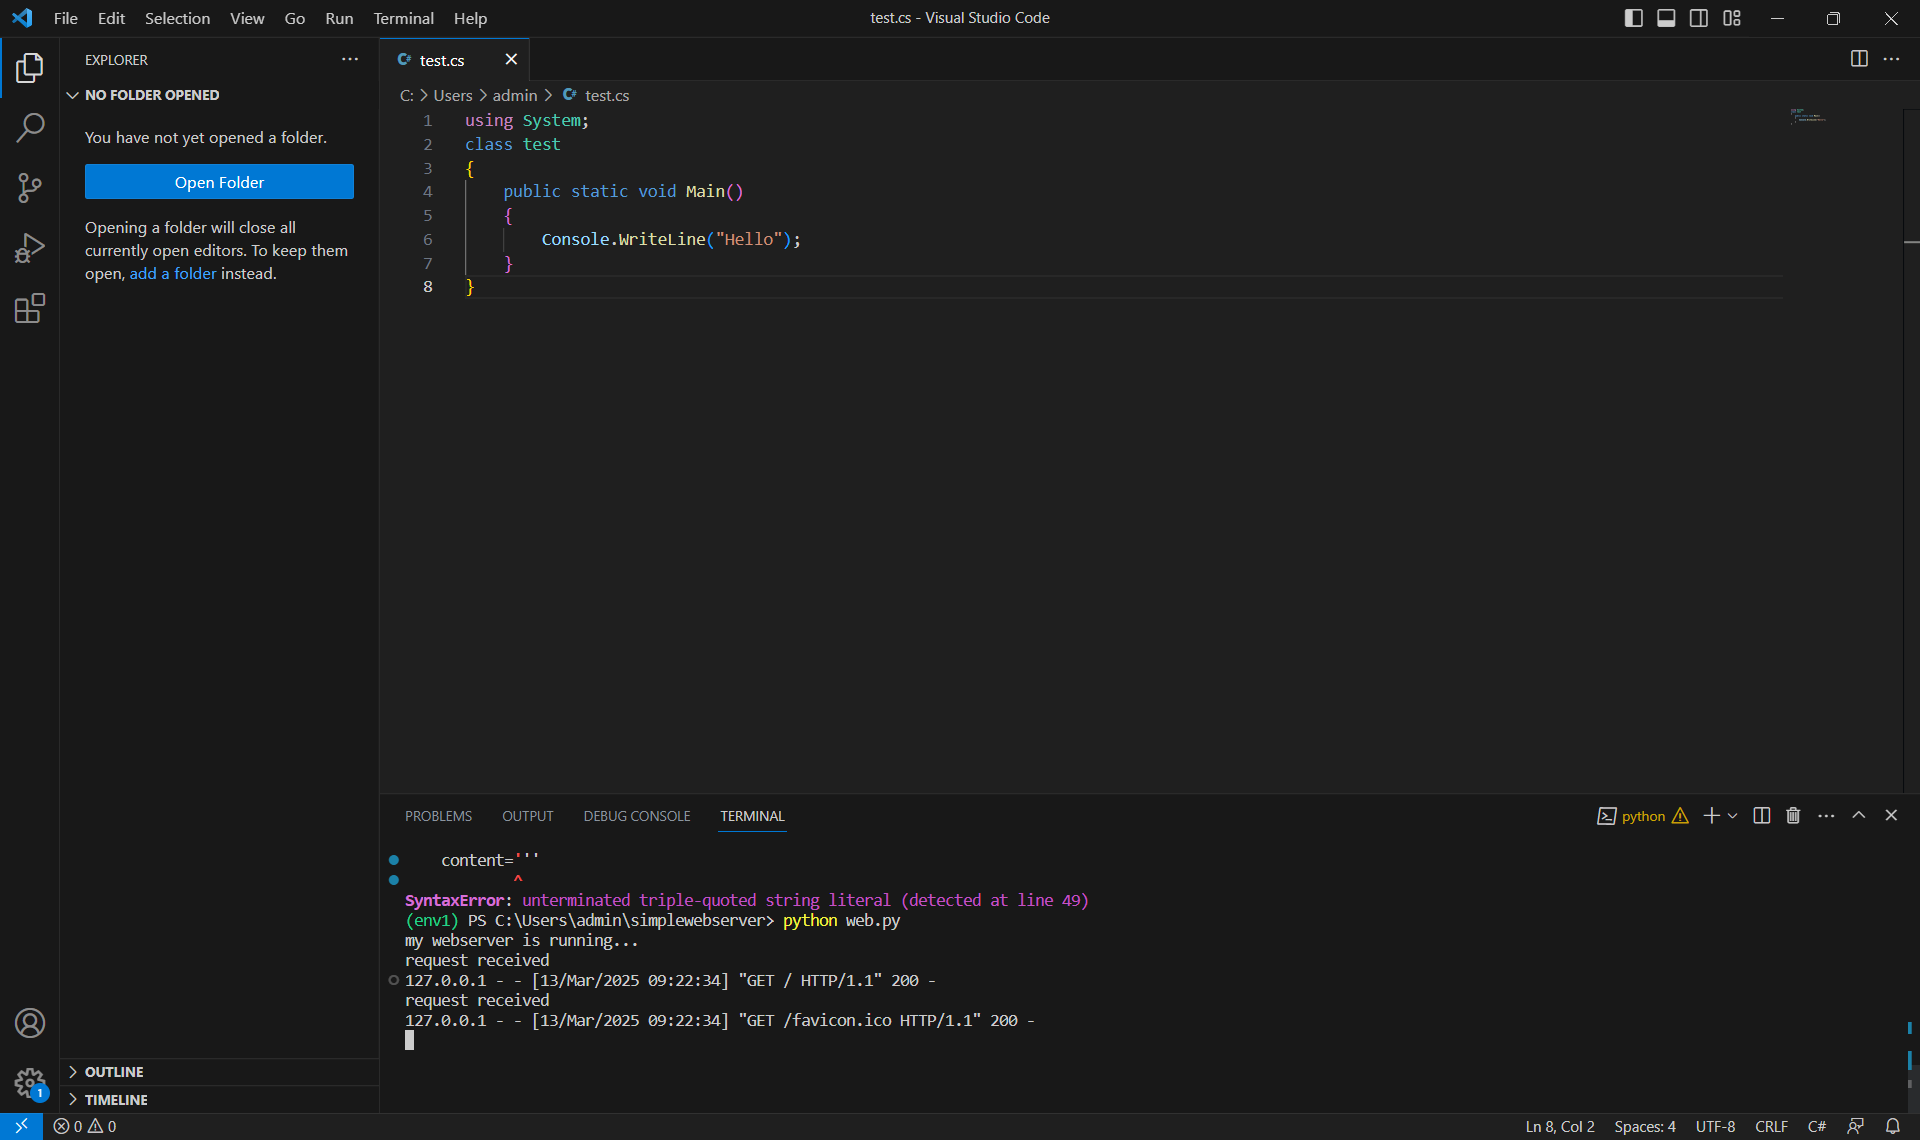 File Edit Selection View Go Run Terminal Help
test.cs - Visual Studio Code
EXPLORER
NO FOLDER OPENED
You have not yet opened a folder.
Open Folder
Opening a folder will close all
currently open editors. To keep them
open, add a folder instead.
OUTLINE
TIMELINE
test.cs
C: > Users > admin > test.cs
1 using System;
2 class test
3 {
4     public static void Main()
5     {
6         Console.WriteLine("Hello");
7     }
8 }
PROBLEMS OUTPUT DEBUG CONSOLE TERMINAL
python
content='''
^
SyntaxError: unterminated triple-quoted string literal (detected at line 49)
(env1) PS C:\Users\admin\simplewebserver> python web.py
my webserver is running...
request received
127.0.0.1 - - [13/Mar/2025 09:22:34] "GET / HTTP/1.1" 200 -
request received
127.0.0.1 - - [13/Mar/2025 09:22:34] "GET /favicon.ico HTTP/1.1" 200 -
1
0 0
Ln 8, Col 2 Spaces: 4 UTF-8 CRLF C#